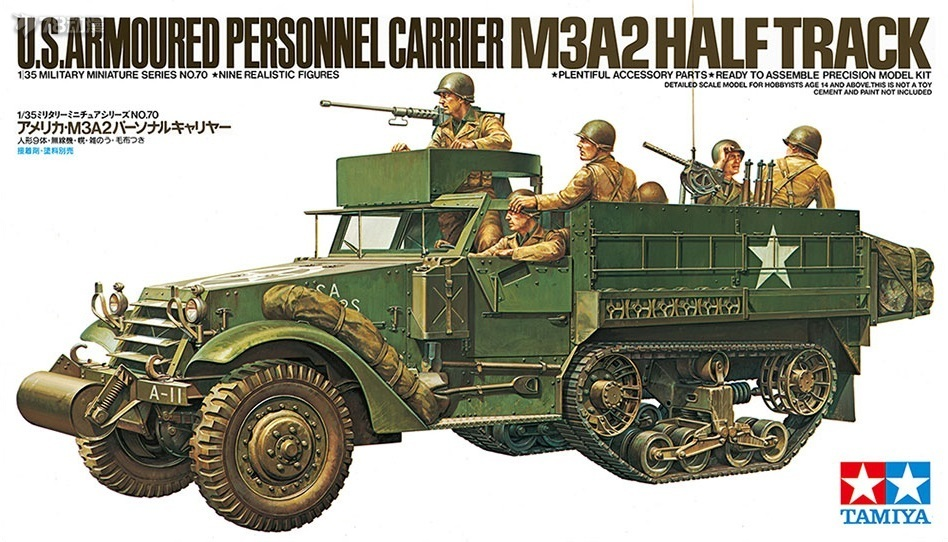 U.S. ARMOURED PERSONNEL CARRIER M3A2 HALF TRACK
1/35 MILITARY MINIATURE SERIES NO.70 ★NINE REALISTIC FIGURES
★PLENTIFUL ACCESSORY PARTS ★READY TO ASSEMBLE PRECISION MODEL KIT
DETAILED SCALE MODEL FOR HOBBYISTS AGE 14 AND ABOVE.THIS IS NOT A TOY
CEMENT AND PAINT NOT INCLUDED
1/35ミリタリーミニチュアシリーズNO.70
アメリカ・M3A2パーソナルキャリヤー
人形9体・無線機・幌・雑のう・毛布つき
接着剤・塗料別売
A-11
TAMIYA